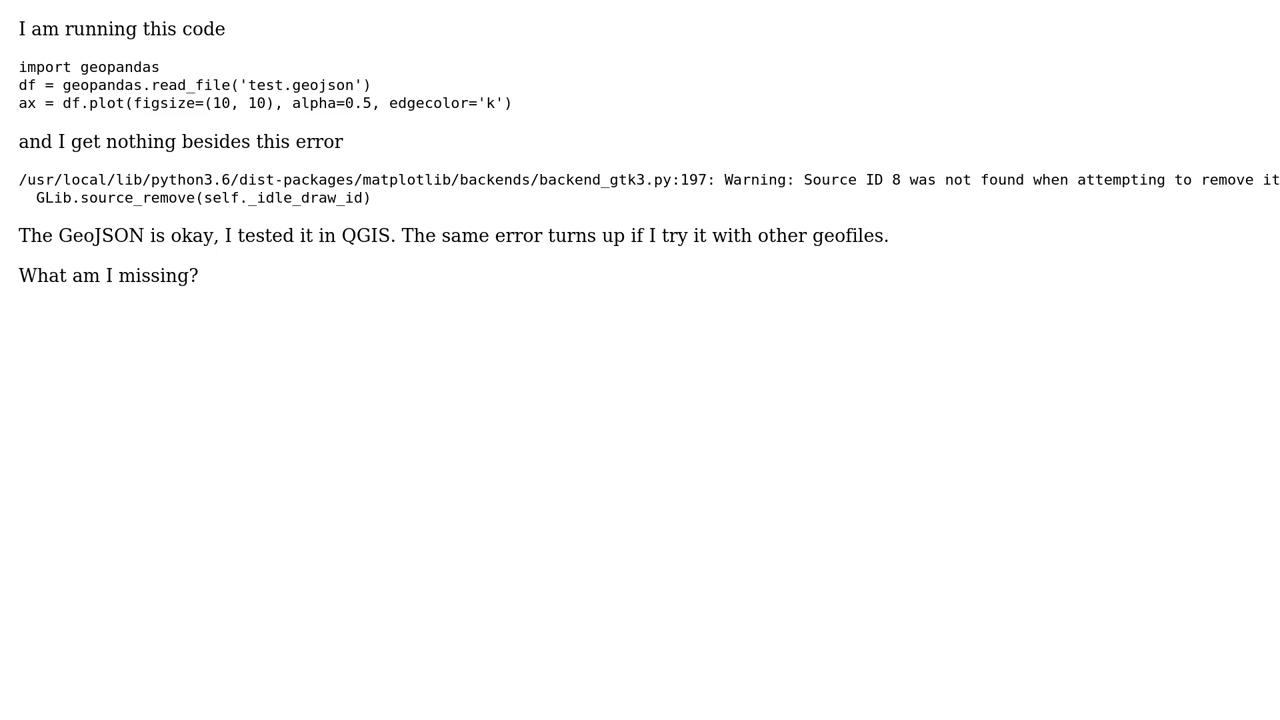 I am running this code
import geopandas
df = geopandas.read_file('test.geojson')
ax = df.plot(figsize=(10, 10), alpha=0.5, edgecolor='k')
and I get nothing besides this error
/usr/local/lib/python3.6/dist-packages/matplotlib/backends/backend_gtk3.py:197: Warning: Source ID 8 was not found when attempting to remove it
  GLib.source_remove(self._idle_draw_id)
The GeoJSON is okay, I tested it in QGIS. The same error turns up if I try it with other geofiles.
What am I missing?